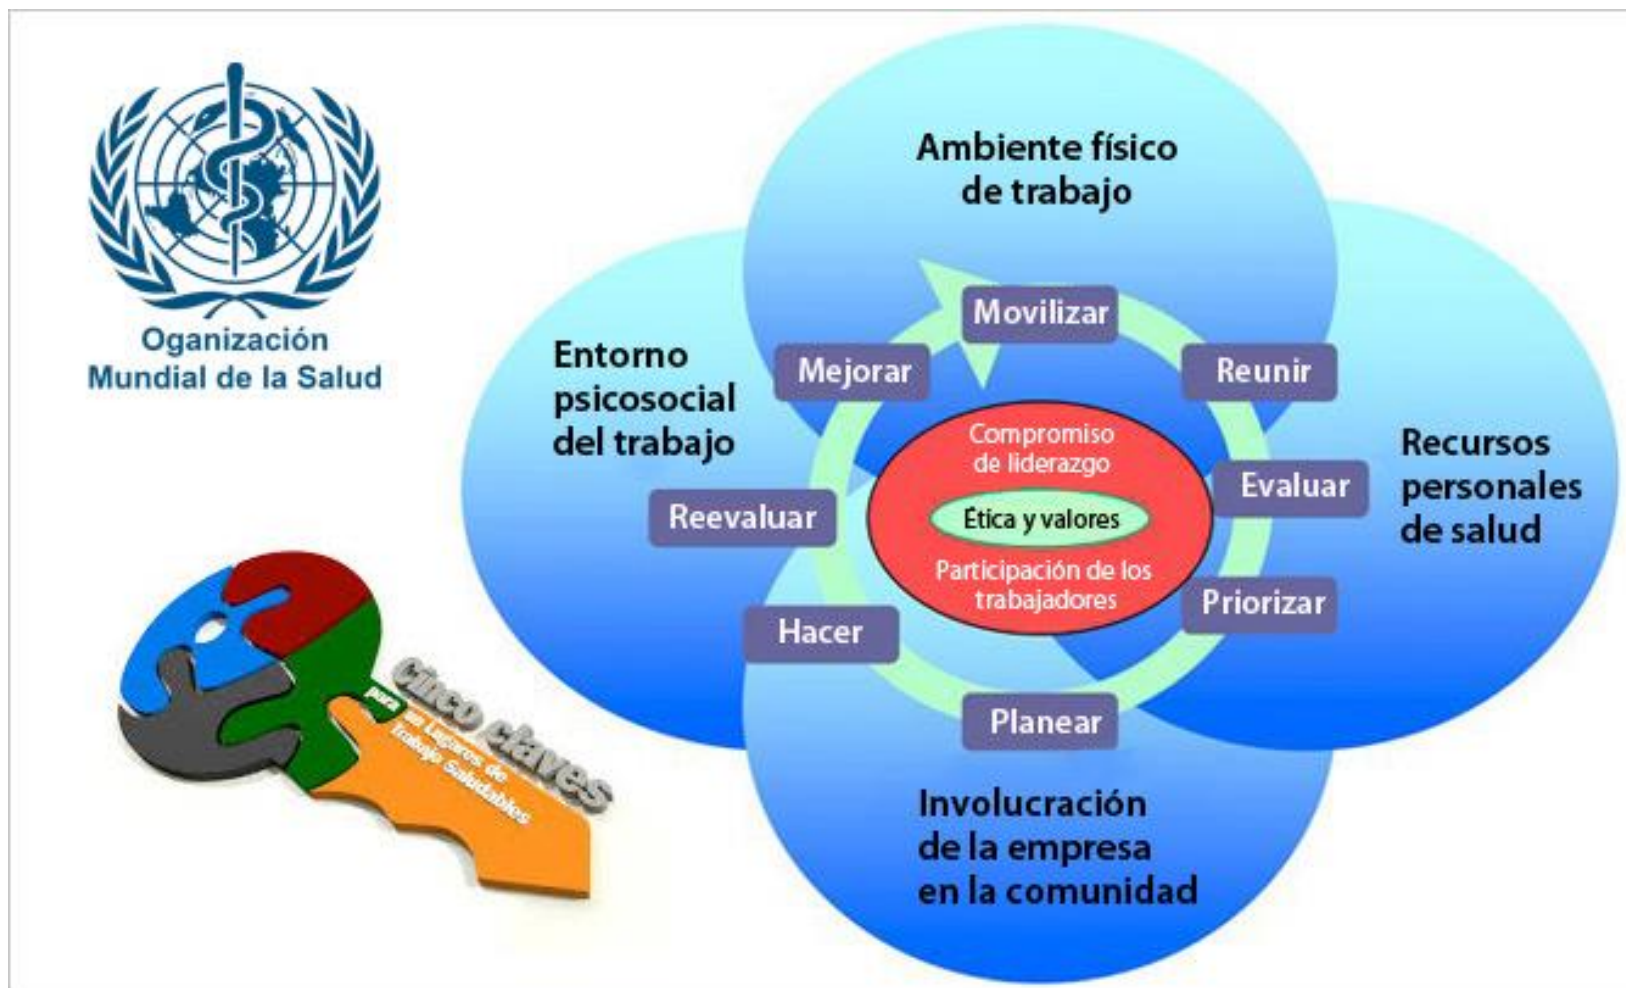 Oganización
Mundial de la Salud
Ambiente físico
de trabajo
Entorno
psicosocial
del trabajo
Recursos
personales
de salud
Involucración
de la empresa
en la comunidad
Movilizar
Reunir
Evaluar
Priorizar
Planear
Hacer
Reevaluar
Mejorar
Compromiso
de liderazgo
Ética y valores
Participación de los
trabajadores
cinco claves
para un Lugares de
Trabajo Saludables